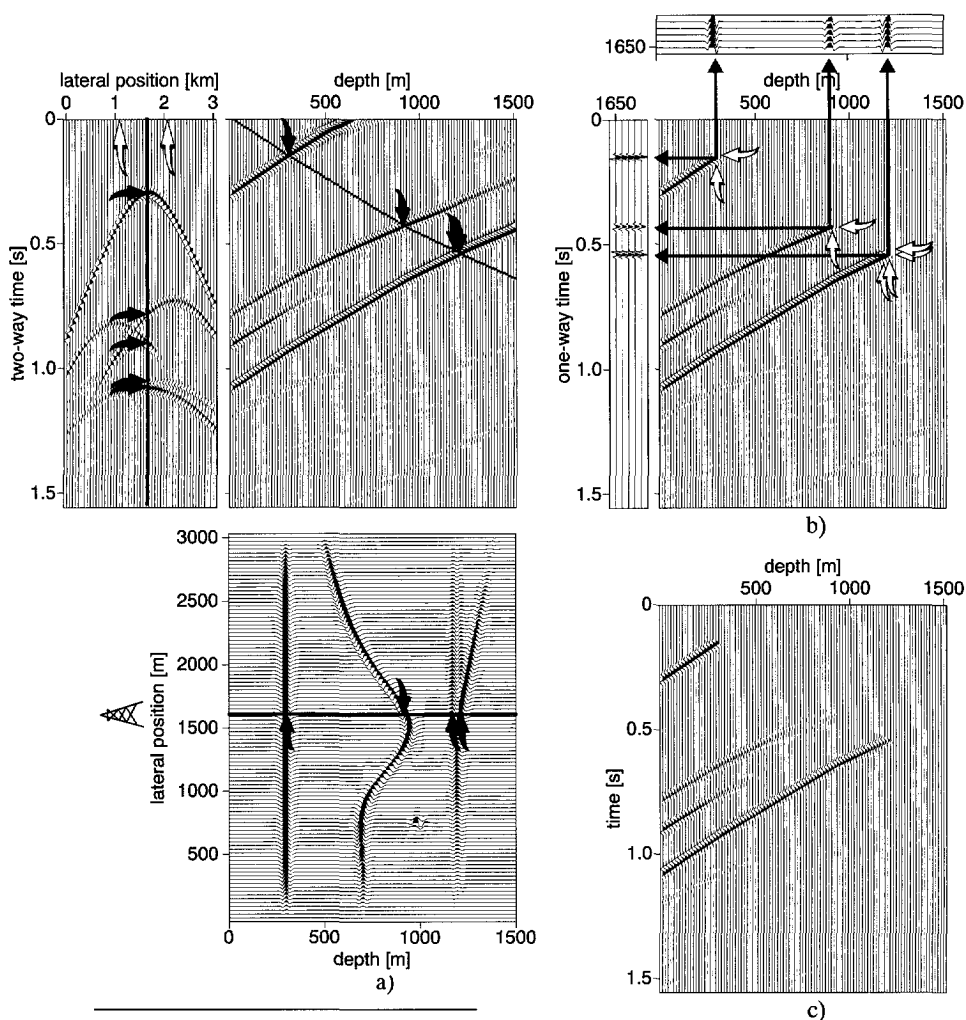 1650
lateral position [km]
depth [m]
depth [m]
0 1 2 3
500 1000 1500
1650
500 1000 1500
0
0.5
1.0
1.5
two-way time [s]
0
0.5
1.0
1.5
one-way time [s]
b)
3000
2500
2000
1500
1000
500
lateral position [m]
0 500 1000 1500
depth [m]
a)
depth [m]
500 1000 1500
0
0.5
1.0
1.5
time [s]
c)